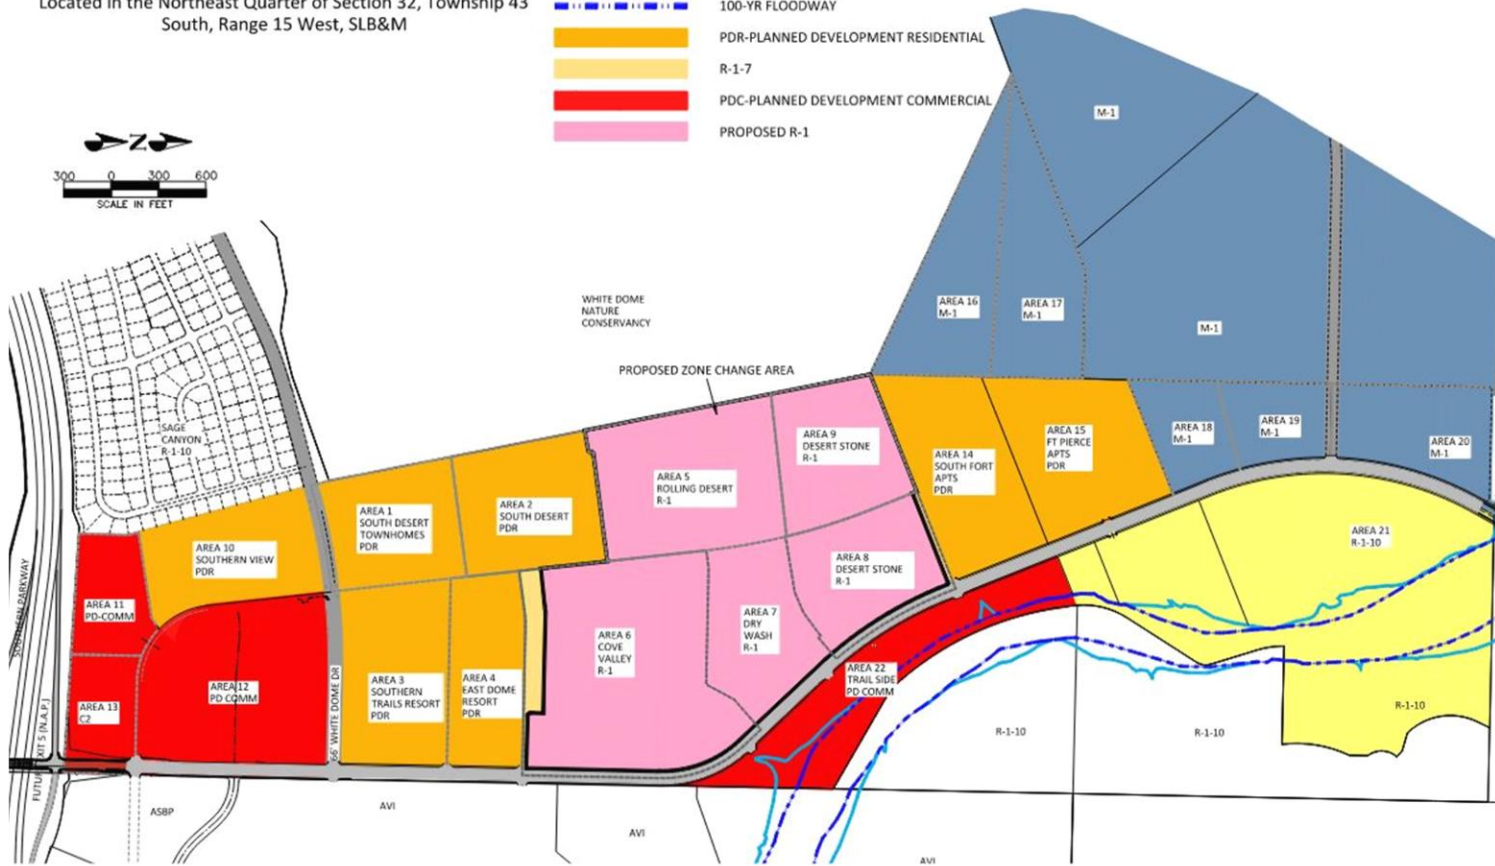 Located in the Northeast Quarter of Section 32, Township 43
South, Range 15 West, SLB&M
100-YR FLOODWAY
PDR-PLANNED DEVELOPMENT RESIDENTIAL
R-1-7
PDC-PLANNED DEVELOPMENT COMMERCIAL
PROPOSED R-1
Z
300 0 300 600
SCALE IN FEET
M-1
AREA 16
M-1
AREA 17
M-1
M-1
WHITE DOME
NATURE
CONSERVANCY
PROPOSED ZONE CHANGE AREA
SAGE
CANYON
R-1-10
AREA 18
M-1
AREA 19
M-1
AREA 20
M-1
AREA 9
DESERT STONE
R-1
AREA 15
FT PIERCE
APTS
PDR
AREA 14
SOUTH FORT
APTS
PDR
AREA 5
ROLLING DESERT
R-1
AREA 2
SOUTH DESERT
PDR
AREA 1
SOUTH DESERT
TOWNHOMES
PDR
AREA 10
SOUTHERN VIEW
PDR
AREA 21
R-1-10
AREA 8
DESERT STONE
R-1
AREA 11
PD-COMM
AREA 7
DRY
WASH
R-1
AREA 6
COVE
VALLEY
R-1
AREA 4
EAST DOME
RESORT
PDR
AREA 3
SOUTHERN
TRAILS RESORT
PDR
AREA 12
PD COMM
AREA 13
C2
AREA 22
TRAIL SIDE
PD COMM
66' WHITE DOME DR
SOUTHERN PARKWAY
R-1-10
R-1-10
R-1-10
ASBP
AVI
AVI
AVI